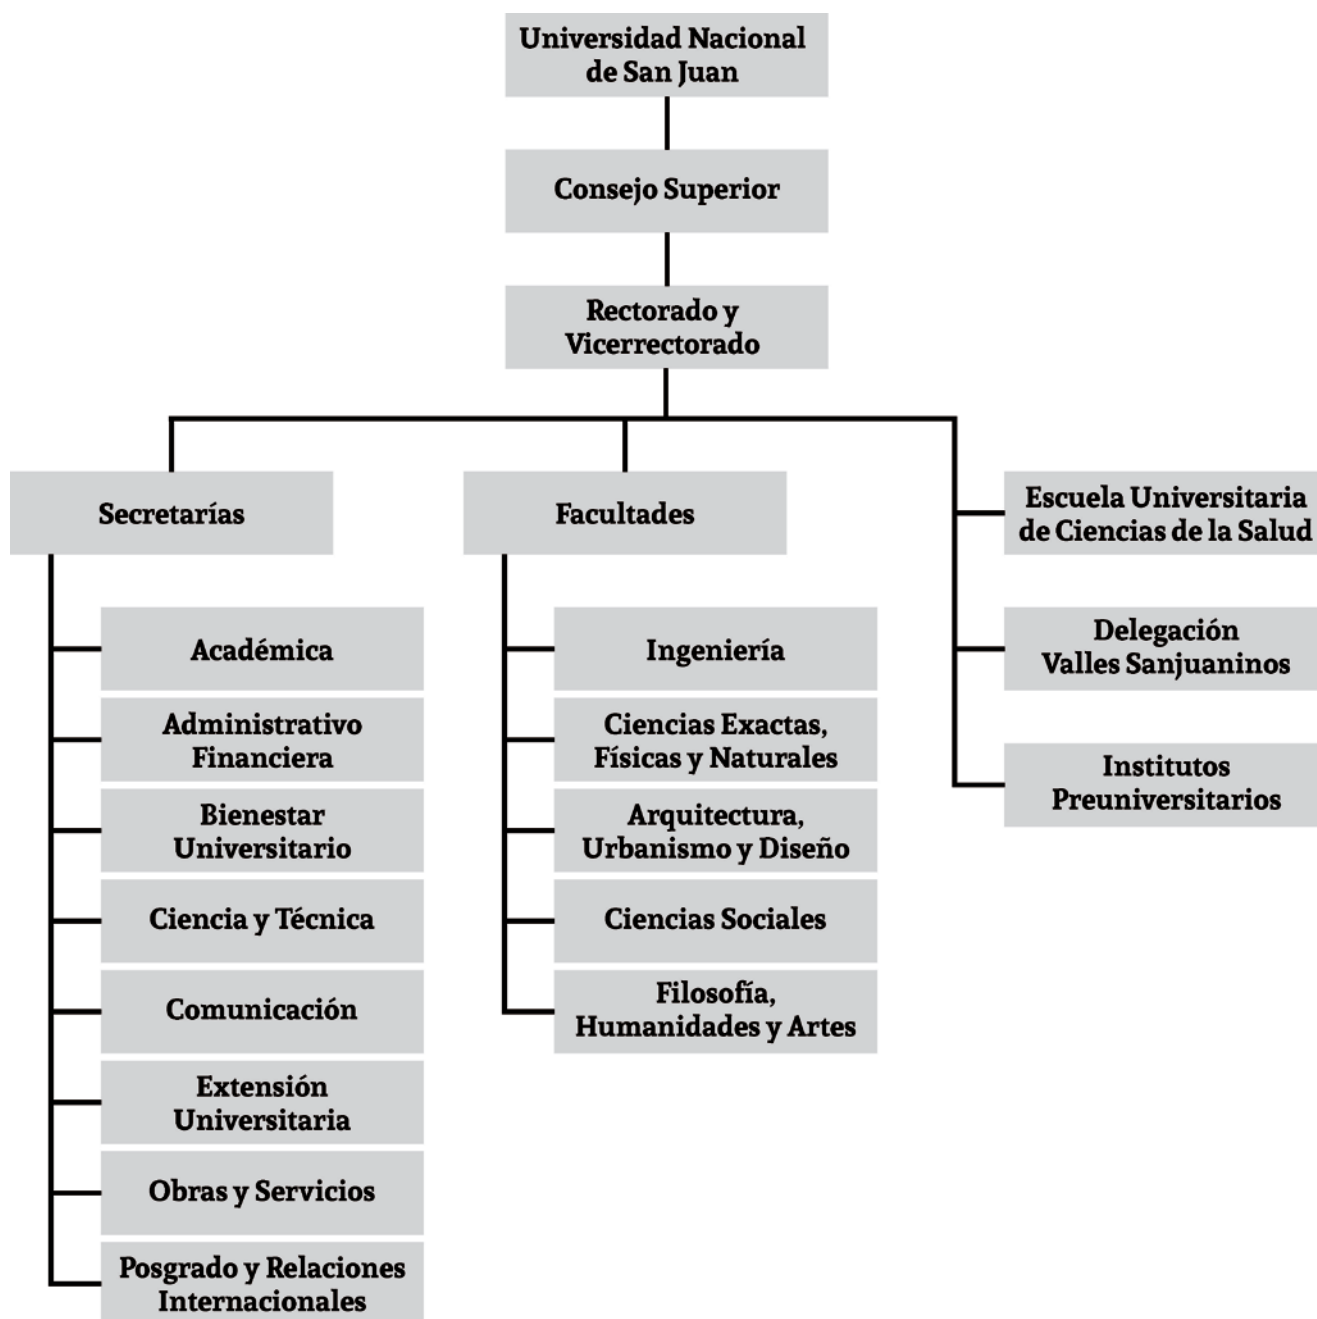 Universidad Nacional
de San Juan
Consejo Superior
Rectorado y
Vicerrectorado
Secretarías
Académica
Administrativo
Financiera
Bienestar
Universitario
Ciencia y Técnica
Comunicación
Extensión
Universitaria
Obras y Servicios
Posgrado y Relaciones
Internacionales
Facultades
Ingeniería
Ciencias Exactas,
Físicas y Naturales
Arquitectura,
Urbanismo y Diseño
Ciencias Sociales
Filosofía,
Humanidades y Artes
Escuela Universitaria
de Ciencias de la Salud
Delegación
Valles Sanjuaninos
Institutos
Preuniversitarios